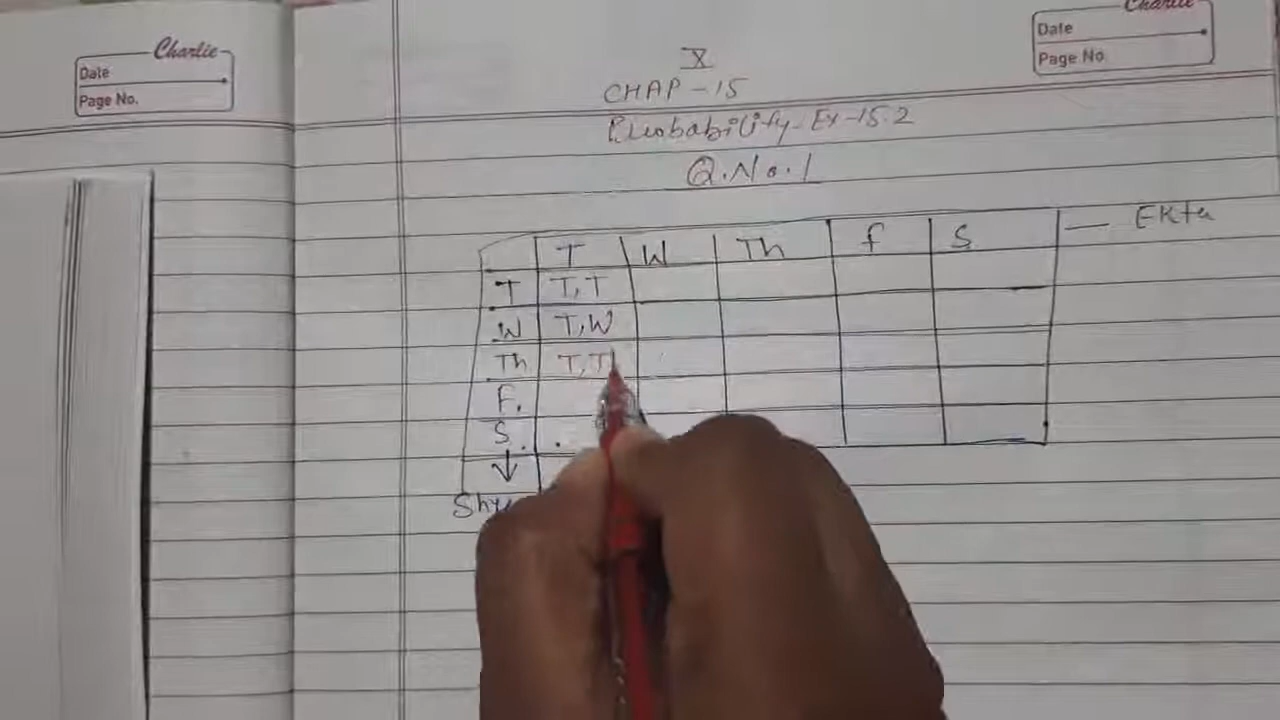 Charlie
Date
Page No.
Charlie
Date
Page No.
X
CHAP-15
Probability-Ex-15.2
Q.No.1
T W Th f S — Ekta
T T,T
W T,W
Th T,T
F.
S